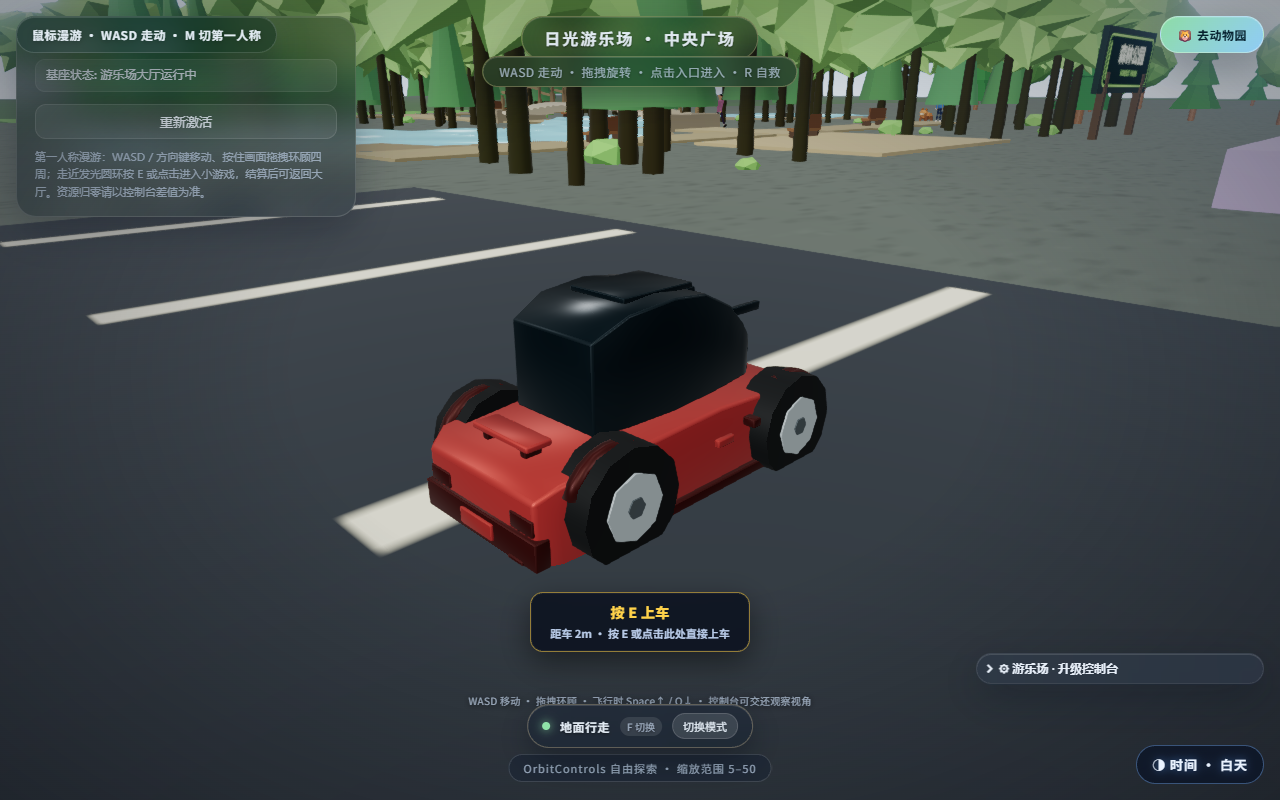 鼠标漫游 • WASD 走动 • M 切第一人称
基座状态: 游乐场大厅运行中
重新激活
第一人称漫游：WASD / 方向键移动、按住画面拖拽环顾四
周；走近发光圆环按 E 或点击进入小游戏，结算后可返回大
厅。资源归零请以控制台差值为准。
日光游乐场 • 中央广场
WASD 走动 • 拖拽旋转 • 点击入口进入 • R 自救
去动物园
按 E 上车
距车 2m • 按 E 或点击此处直接上车
游乐场 · 升级控制台
WASD 移动 • 拖拽环顾 • 飞行时 Space↑ / Q↓ • 控制台可交还观察视角
地面行走
F 切换
切换模式
OrbitControls 自由探索 • 缩放范围 5–50
时间 • 白天